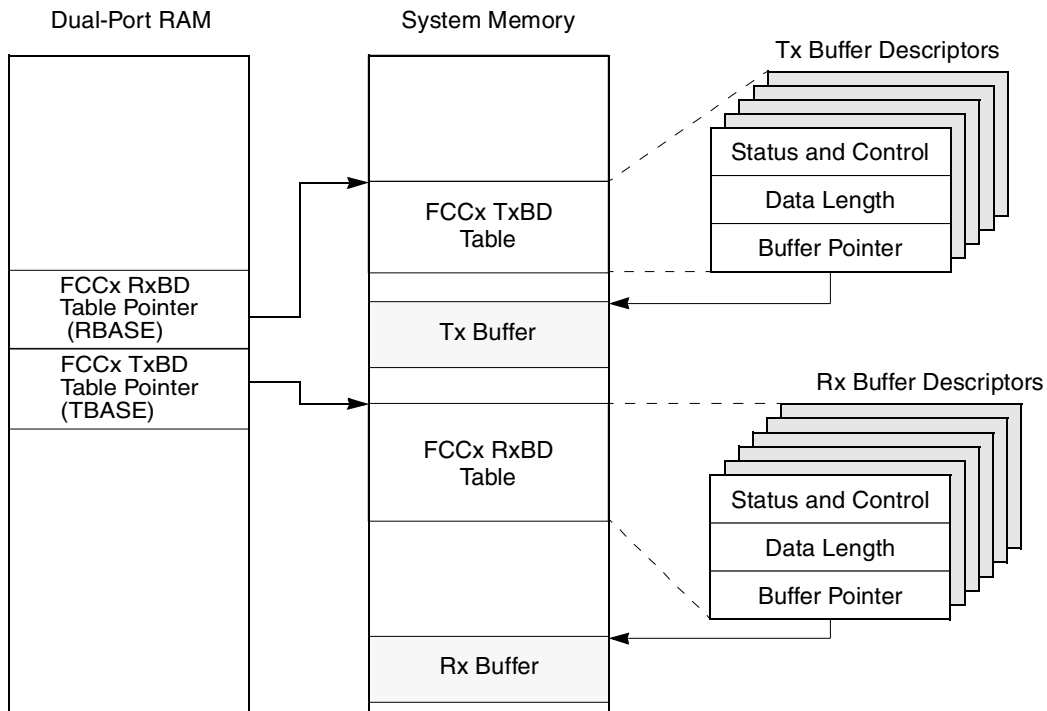 Dual-Port RAM
System Memory
Tx Buffer Descriptors
Status and Control
Data Length
Buffer Pointer
FCCx TxBD
Table
FCCx RxBD
Table Pointer
(RBASE)
Tx Buffer
FCCx TxBD
Table Pointer
(TBASE)
Rx Buffer Descriptors
FCCx RxBD
Table
Status and Control
Data Length
Buffer Pointer
Rx Buffer